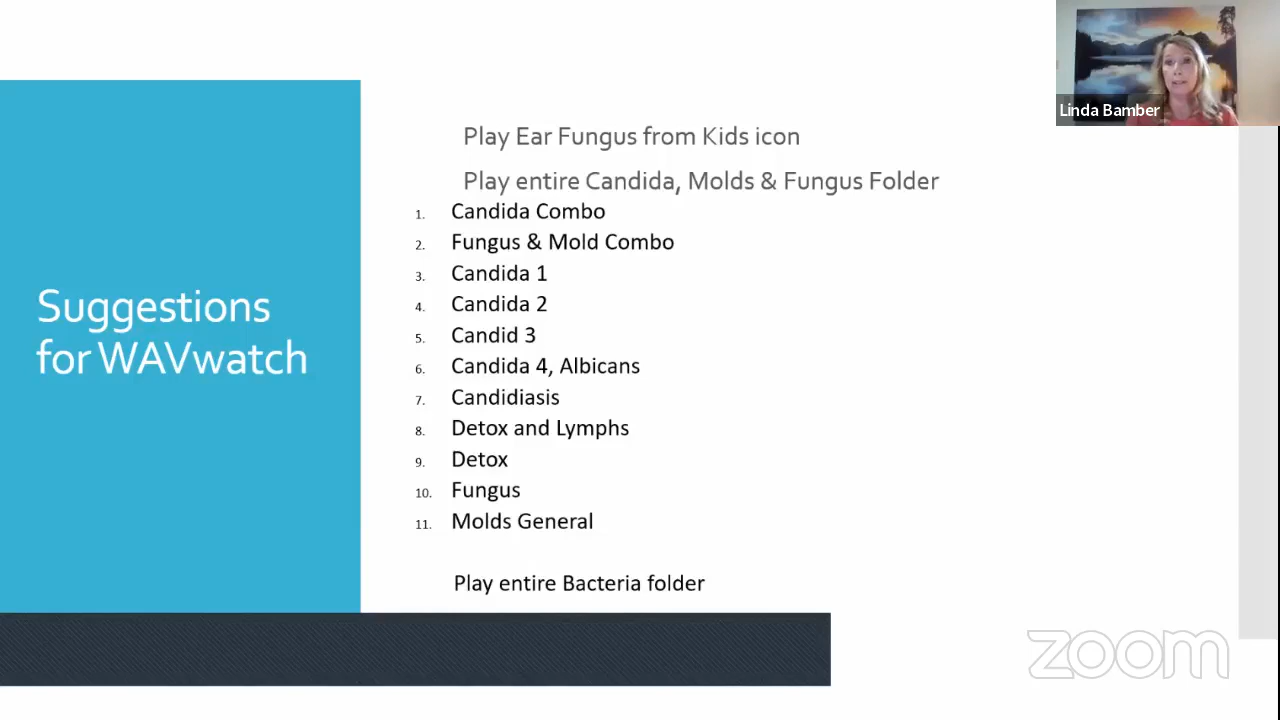 Linda Bamber
Play Ear Fungus from Kids icon
Play entire Candida, Molds & Fungus Folder
1. Candida Combo
2. Fungus & Mold Combo
3. Candida 1
4. Candida 2
5. Candid 3
6. Candida 4, Albicans
7. Candidiasis
8. Detox and Lymphs
9. Detox
10. Fungus
11. Molds General
Play entire Bacteria folder
Suggestions
for WAVwatch
zoom